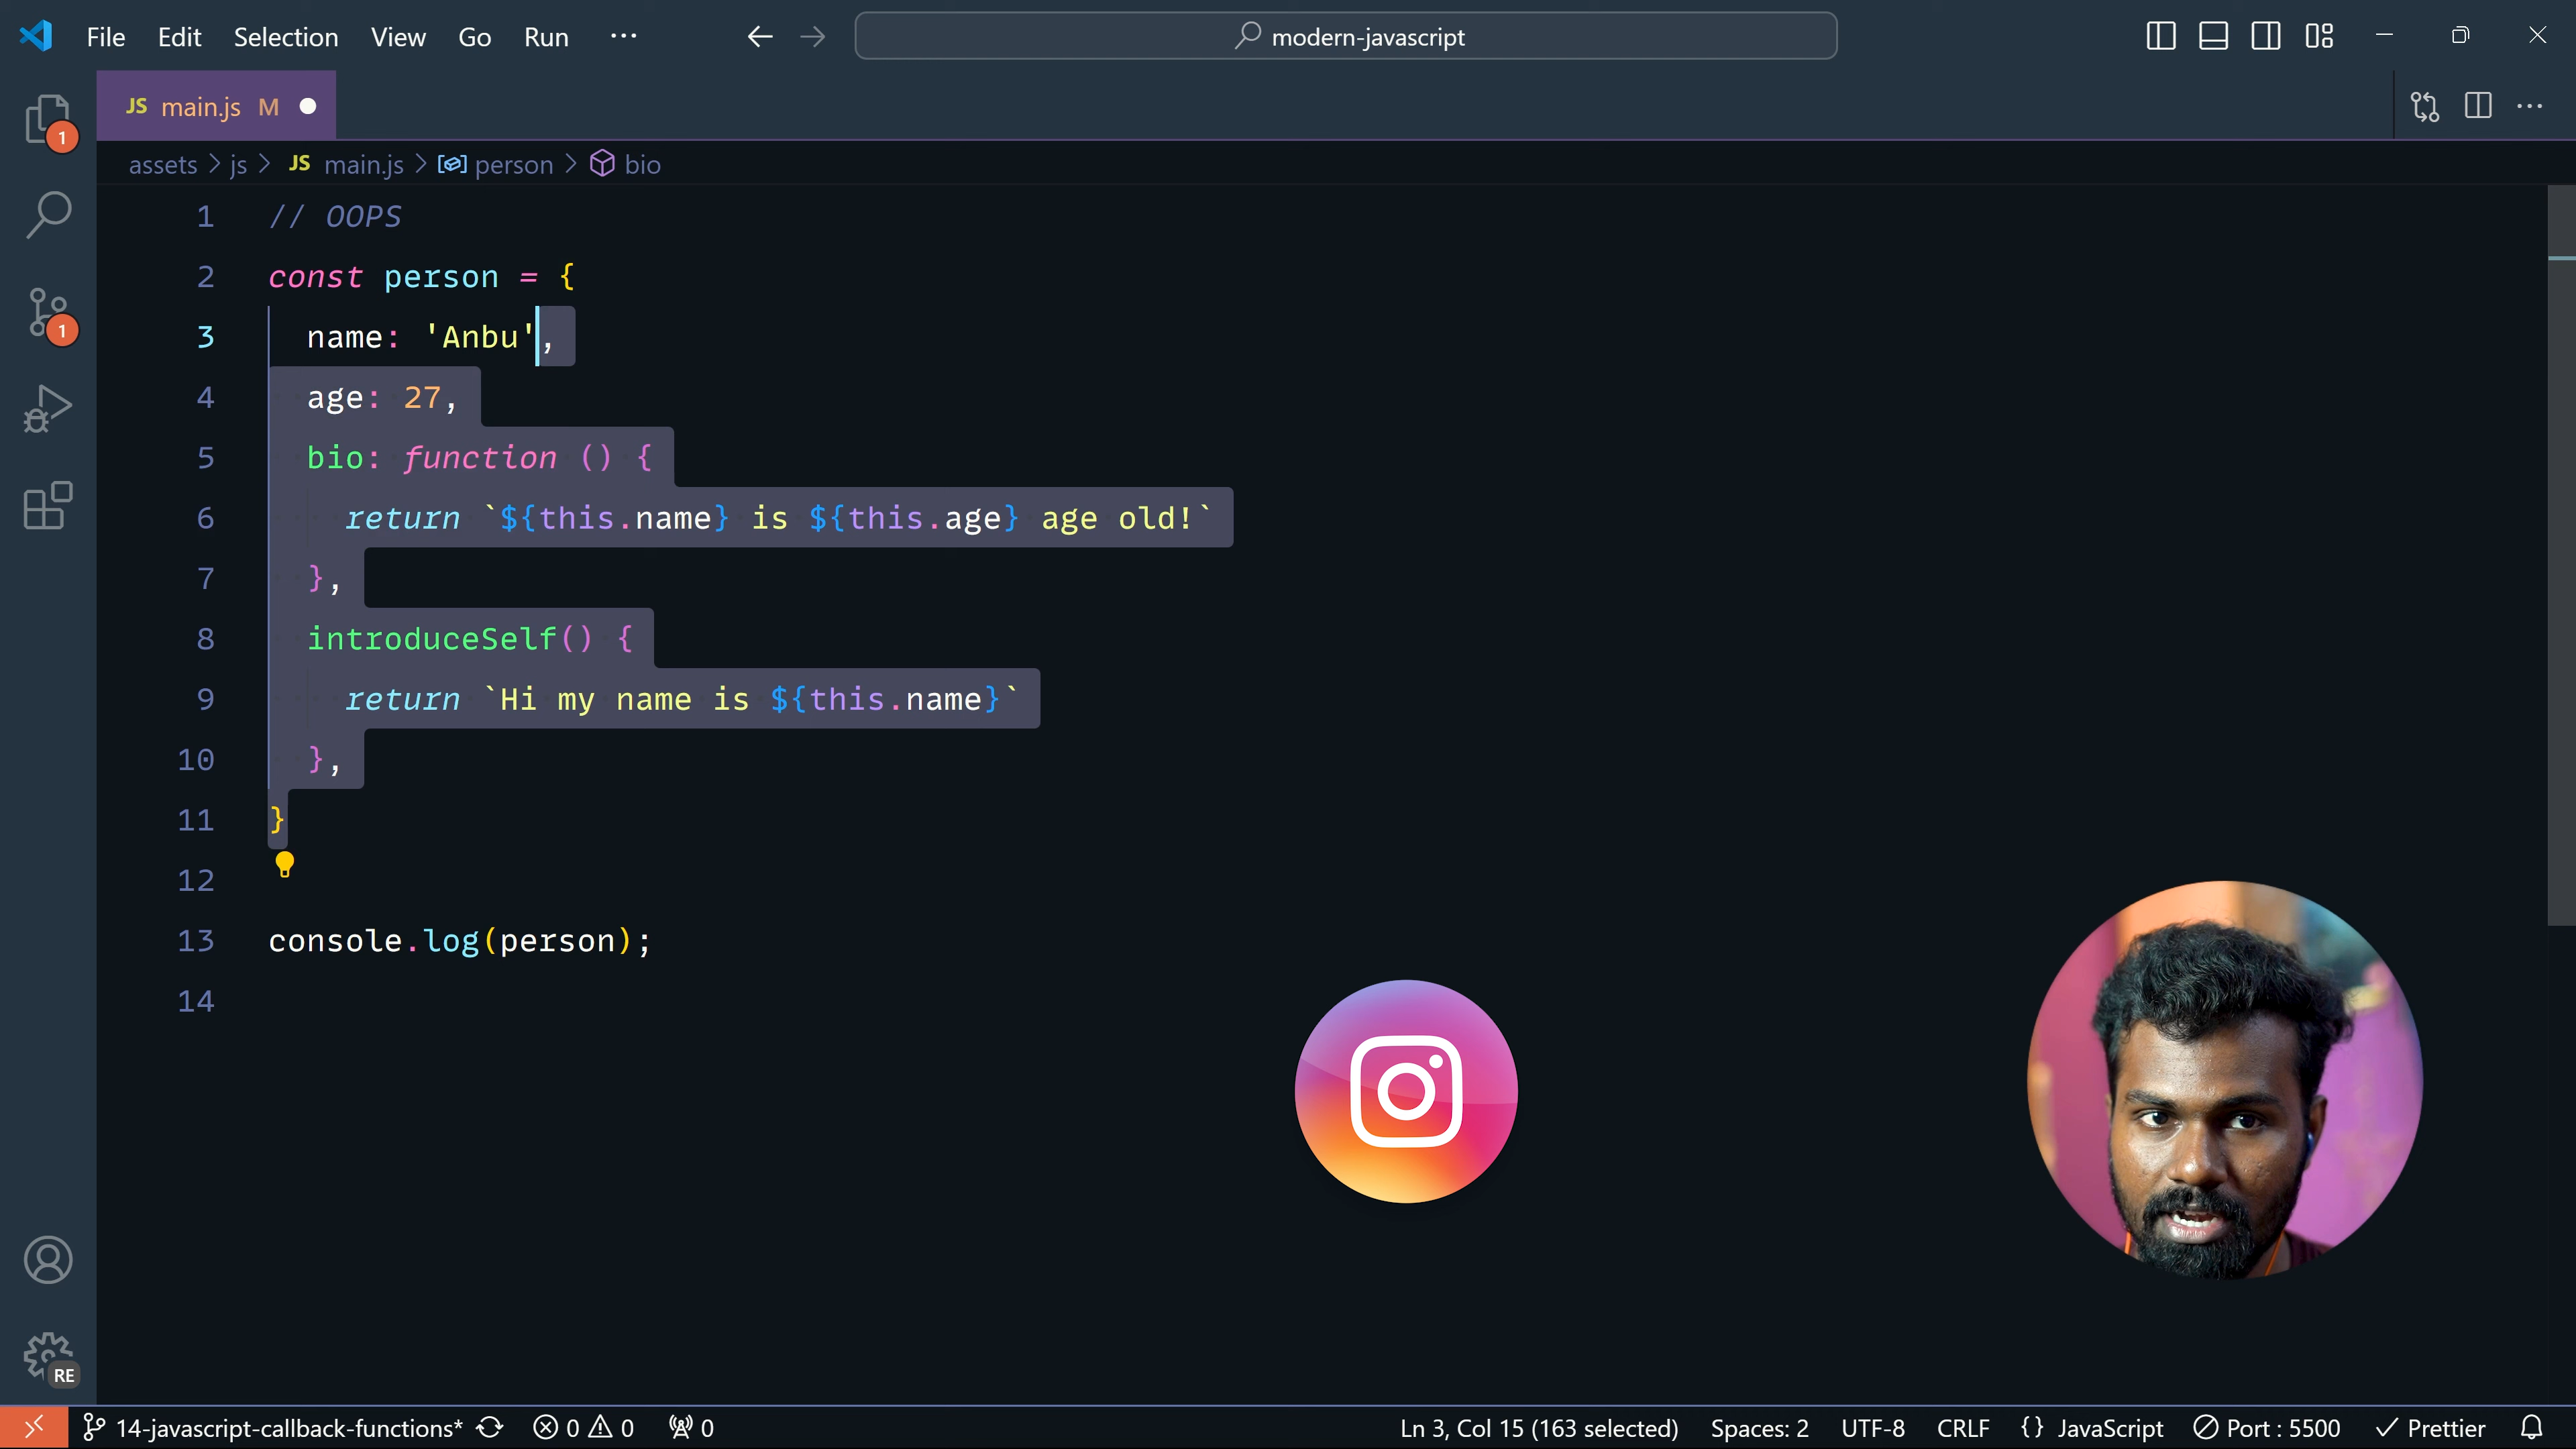 File Edit Selection View Go Run ···
modern-javascript
JS main.js M
assets > js > JS main.js > person > bio
1 // OOPS
2 const person = {
3 name: 'Anbu',
4 age: 27,
5 bio: function () {
6 return `${this.name} is ${this.age} age old!`
7 },
8 introduceSelf() {
9 return `Hi my name is ${this.name}`
10 },
11 }
12
13 console.log(person);
14
1
1
RE
14-javascript-callback-functions* 0 0 0 Ln 3, Col 15 (163 selected) Spaces: 2 UTF-8 CRLF {} JavaScript Port : 5500 Prettier